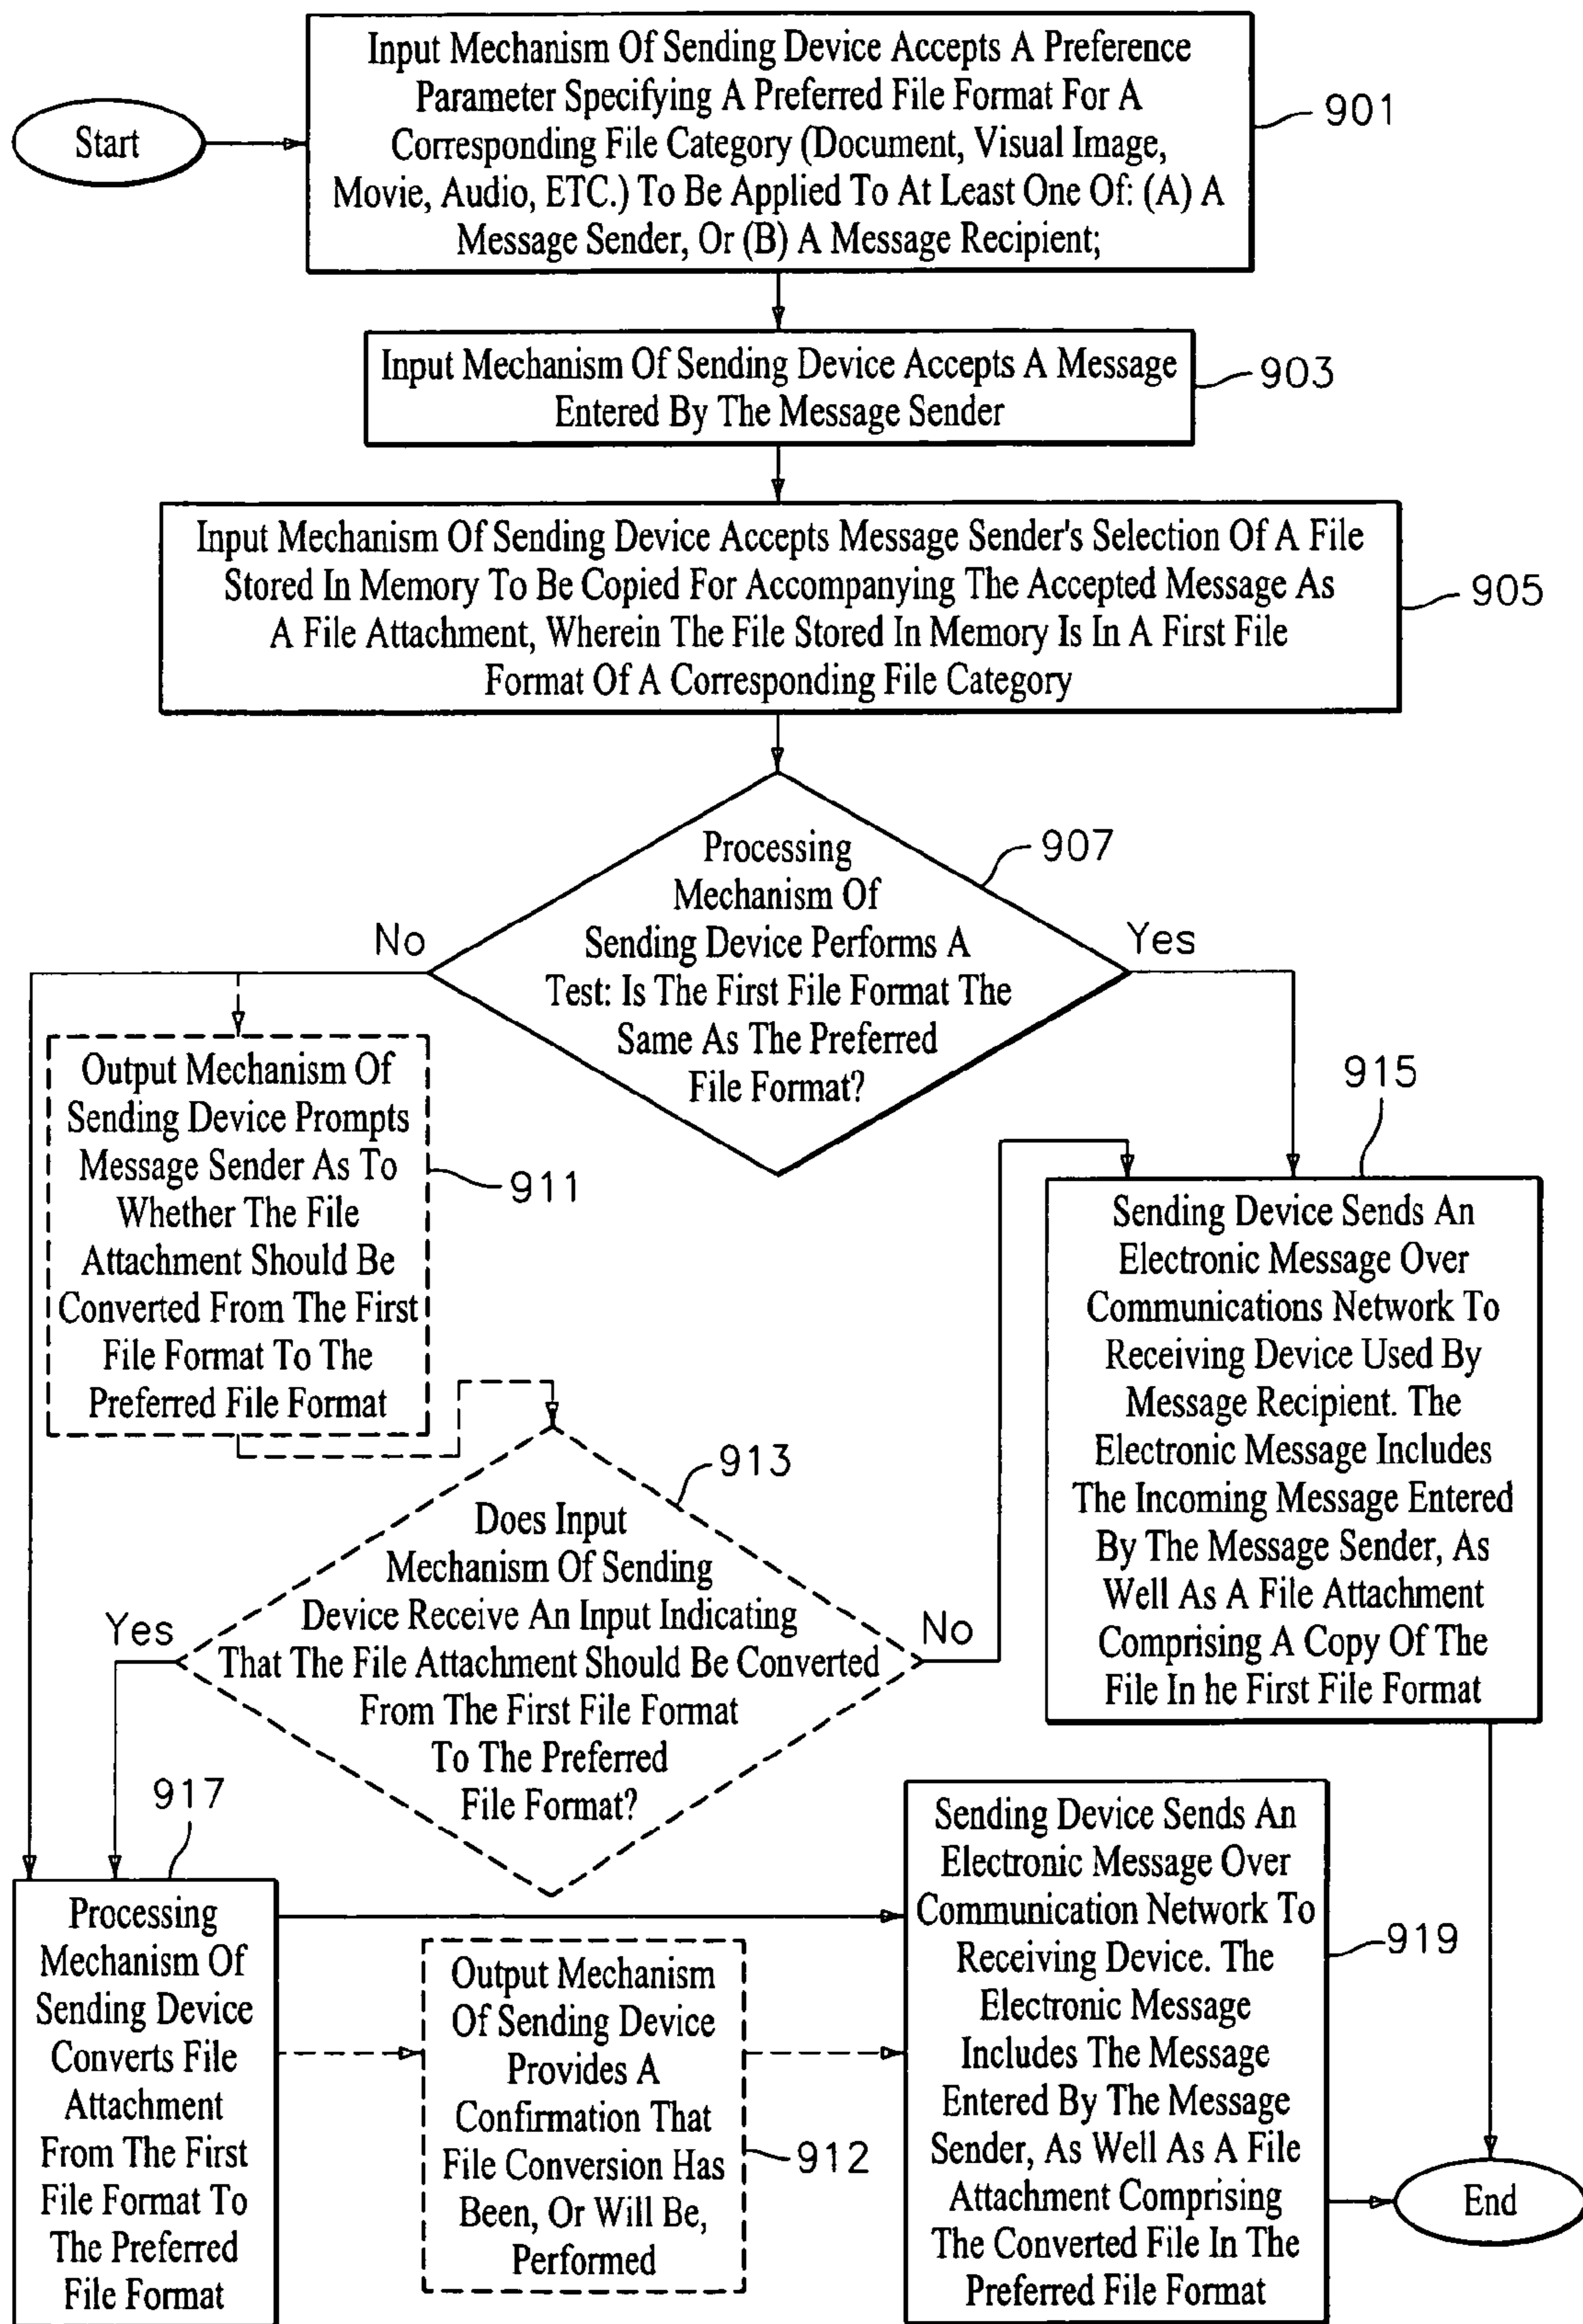 Start
Input Mechanism Of Sending Device Accepts A Preference
Parameter Specifying A Preferred File Format For A
Corresponding File Category (Document, Visual Image,
Movie, Audio, ETC.) To Be Applied To At Least One Of: (A) A
Message Sender, Or (B) A Message Recipient;
901
Input Mechanism Of Sending Device Accepts A Message
Entered By The Message Sender
903
Input Mechanism Of Sending Device Accepts Message Sender's Selection Of A File
Stored In Memory To Be Copied For Accompanying The Accepted Message As
A File Attachment, Wherein The File Stored In Memory Is In A First File
Format Of A Corresponding File Category
905
Processing
Mechanism Of
Sending Device Performs A
Test: Is The First File Format The
Same As The Preferred
File Format?
907
No
Yes
Output Mechanism Of
Sending Device Prompts
Message Sender As To
Whether The File
Attachment Should Be
Converted From The First
File Format To The
Preferred File Format
911
915
Sending Device Sends An
Electronic Message Over
Communications Network To
Receiving Device Used By
Message Recipient. The
Electronic Message Includes
The Incoming Message Entered
By The Message Sender, As
Well As A File Attachment
Comprising A Copy Of The
File In he First File Format
913
Does Input
Mechanism Of Sending
Device Receive An Input Indicating
That The File Attachment Should Be Converted
From The First File Format
To The Preferred
File Format?
Yes
No
917
Processing
Mechanism Of
Sending Device
Converts File
Attachment
From The First
File Format To
The Preferred
File Format
Output Mechanism
Of Sending Device
Provides A
Confirmation That
File Conversion Has
Been, Or Will Be,
Performed
912
Sending Device Sends An
Electronic Message Over
Communication Network To
Receiving Device. The
Electronic Message
Includes The Message
Entered By The Message
Sender, As Well As A File
Attachment Comprising
The Converted File In The
Preferred File Format
919
End